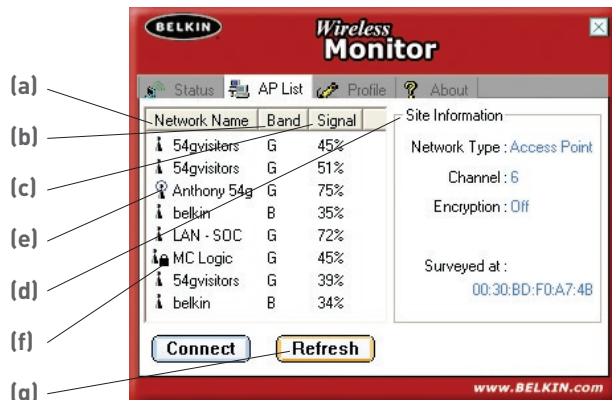 BELKIN
Wireless
Monitor
Status AP List Profile ? About
(a)
(b)
(c)
(e)
(d)
(f)
(g)
Network Name Band Signal
54gvisitors G 45%
54gvisitors G 51%
Anthony 54g G 75%
belkin B 35%
LAN - SOC G 72%
MC Logic G 45%
54gvisitors G 39%
belkin B 34%
Site Information
Network Type : Access Point
Channel : 6
Encryption : Off
Surveyed at :
00:30:BD:F0:A7:4B
Connect Refresh
www.BELKIN.com